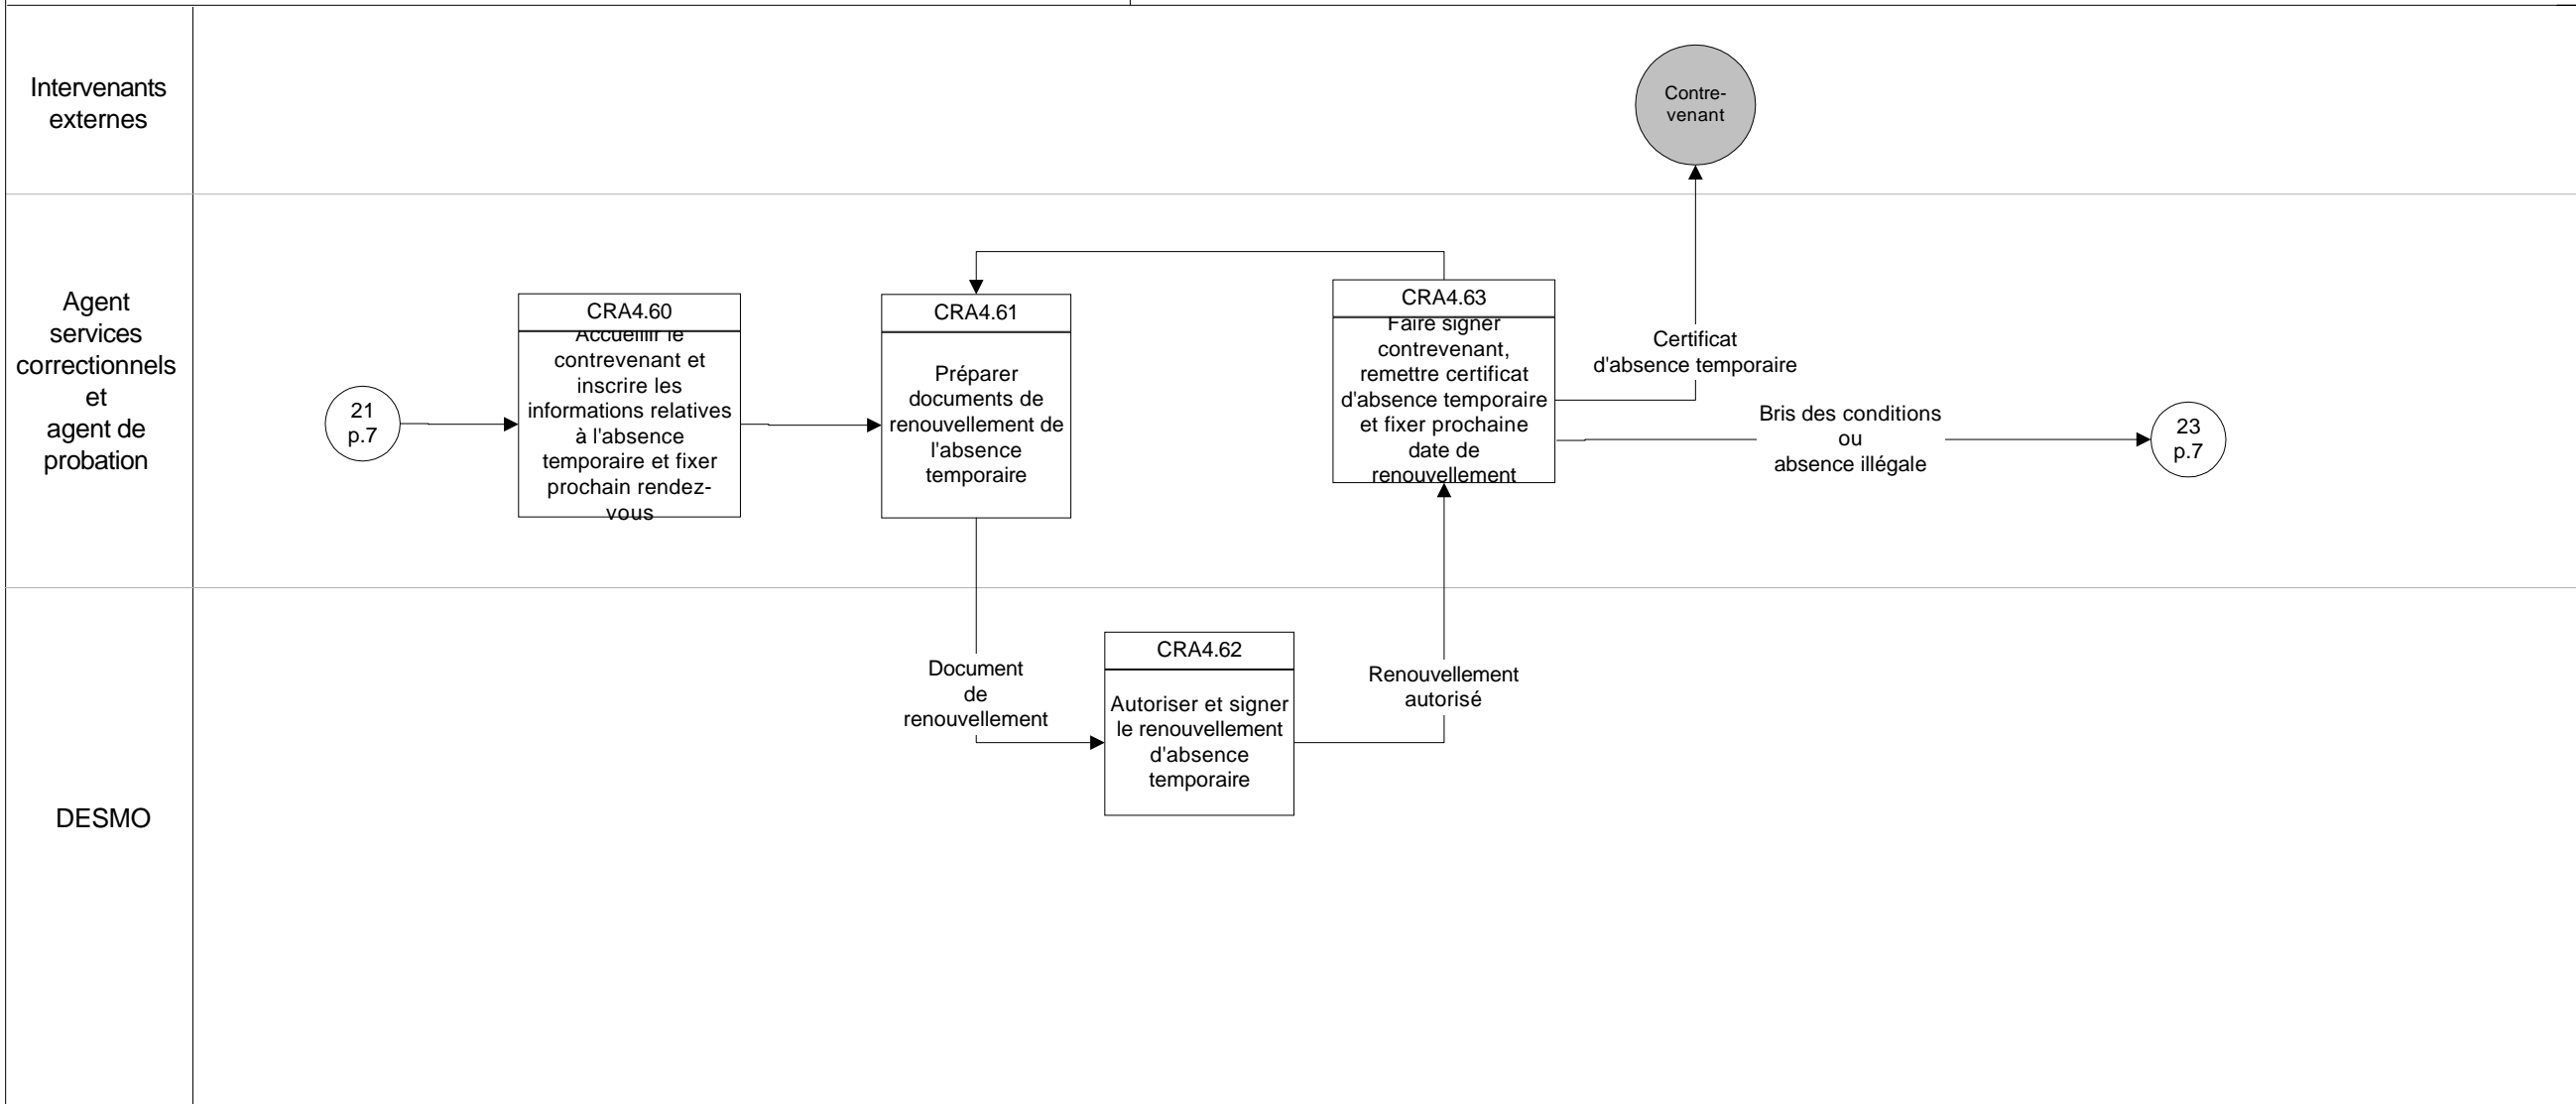 Intervenants
externes
Contre-
venant
Agent
services
correctionnels
et
agent de
probation
21
p.7
CRA4.60
Accueillir le
contrevenant et
inscrire les
informations relatives
à l'absence
temporaire et fixer
prochain rendez-
vous
CRA4.61
Préparer
documents de
renouvellement de
l'absence
temporaire
CRA4.63
Faire signer
contrevenant,
remettre certificat
d'absence temporaire
et fixer prochaine
date de
renouvellement
Certificat
d'absence temporaire
Bris des conditions
ou
absence illégale
23
p.7
DESMO
Document
de
renouvellement
CRA4.62
Autoriser et signer
le renouvellement
d'absence
temporaire
Renouvellement
autorisé